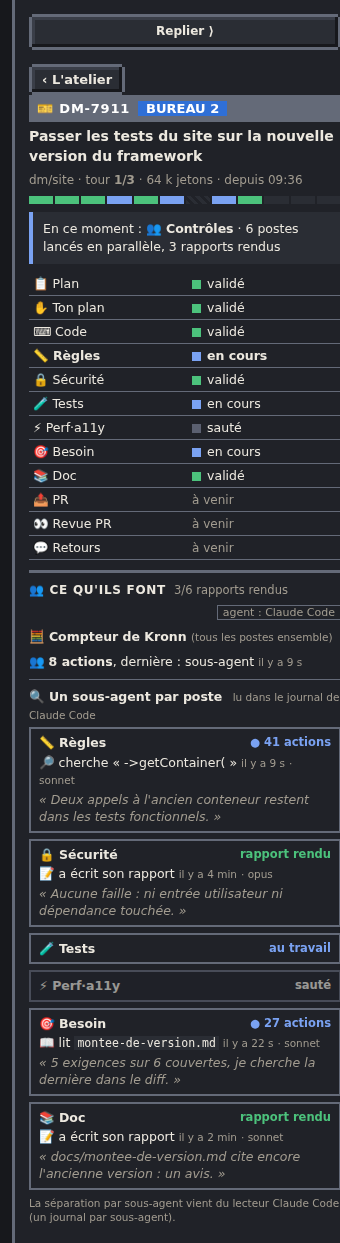 Replier ⟩
‹ L'atelier
🎫 DM-7911 BUREAU 2
Passer les tests du site sur la nouvelle
version du framework
dm/site · tour 1/3 · 64 k jetons · depuis 09:36
En ce moment : 👥 Contrôles · 6 postes
lancés en parallèle, 3 rapports rendus
📋 Plan validé
✋ Ton plan validé
⌨ Code validé
📏 Règles en cours
🔒 Sécurité validé
🧪 Tests en cours
⚡ Perf·a11y sauté
🎯 Besoin en cours
📚 Doc validé
📤 PR à venir
👀 Revue PR à venir
💬 Retours à venir
👥 CE QU'ILS FONT 3/6 rapports rendus
agent : Claude Code
🧮 Compteur de Kronn (tous les postes ensemble)
👥 8 actions, dernière : sous-agent il y a 9 s
🔍 Un sous-agent par poste lu dans le journal de
Claude Code
📏 Règles ● 41 actions
🔎 cherche « ->getContainer( » il y a 9 s ·
sonnet
« Deux appels à l'ancien conteneur restent
dans les tests fonctionnels. »
🔒 Sécurité rapport rendu
📝 a écrit son rapport il y a 4 min · opus
« Aucune faille : ni entrée utilisateur ni
dépendance touchée. »
🧪 Tests au travail
⚡ Perf·a11y sauté
🎯 Besoin ● 27 actions
📖 lit montee-de-version.md il y a 22 s · sonnet
« 5 exigences sur 6 couvertes, je cherche la
dernière dans le diff. »
📚 Doc rapport rendu
📝 a écrit son rapport il y a 2 min · sonnet
« docs/montee-de-version.md cite encore
l'ancienne version : un avis. »
La séparation par sous-agent vient du lecteur Claude Code
(un journal par sous-agent).